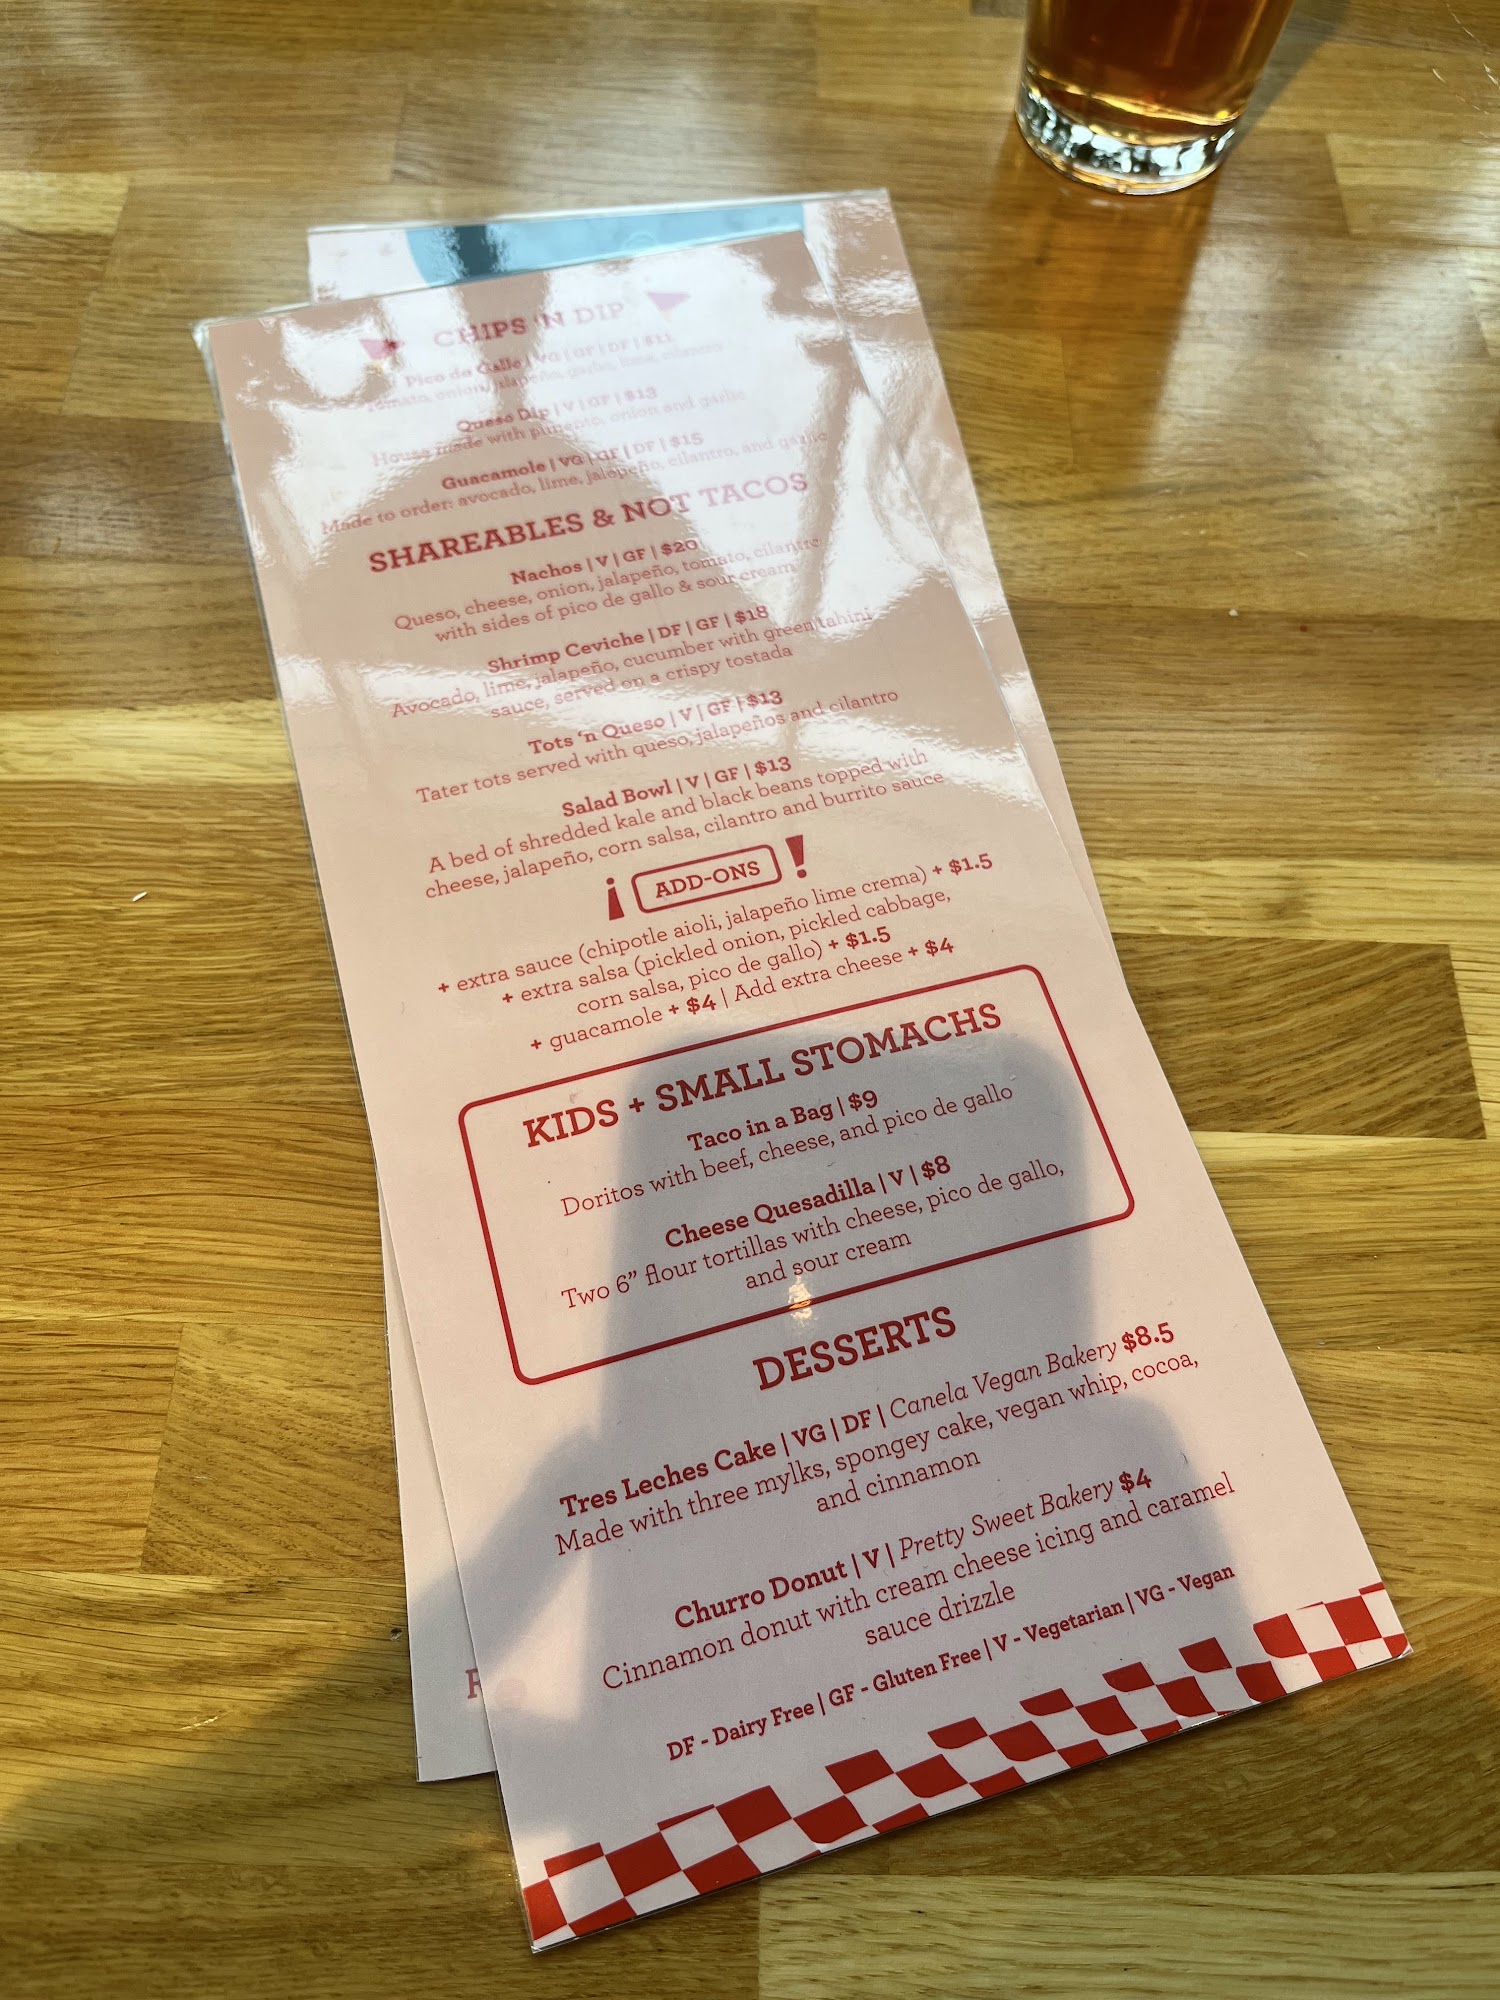 CHIPS 'N DIP
Pico de Gallo | VG | GF | DF | $11
Tomato, onion, jalapeño, garlic, lime, cilantro
Queso Dip | V | GF | $13
House made with pimento, onion and garlic
Guacamole | VG | GF | DF | $15
Made to order: avocado, lime, jalapeño, cilantro, and garlic
SHAREABLES & NOT TACOS
Nachos | V | GF | $20
Queso, cheese, onion, jalapeño, tomato, cilantro
with sides of pico de gallo & sour cream
Shrimp Ceviche | DF | GF | $18
Avocado, lime, jalapeño, cucumber with green tahini
sauce, served on a crispy tostada
Tots ‘n Queso | V | GF | $13
Tater tots served with queso, jalapeños and cilantro
Salad Bowl | V | GF | $13
A bed of shredded kale and black beans topped with
cheese, jalapeño, corn salsa, cilantro and burrito sauce
¡ ADD-ONS !
+ extra sauce (chipotle aioli, jalapeño lime crema) + $1.5
+ extra salsa (pickled onion, pickled cabbage,
corn salsa, pico de gallo) + $1.5
+ guacamole + $4 | Add extra cheese + $4
KIDS + SMALL STOMACHS
Taco in a Bag | $9
Doritos with beef, cheese, and pico de gallo
Cheese Quesadilla | V | $8
Two 6” flour tortillas with cheese, pico de gallo,
and sour cream
DESSERTS
Tres Leches Cake | VG | DF | Canela Vegan Bakery $8.5
Made with three mylks, spongey cake, vegan whip, cocoa,
and cinnamon
Churro Donut | V | Pretty Sweet Bakery $4
Cinnamon donut with cream cheese icing and caramel
sauce drizzle
DF - Dairy Free | GF - Gluten Free | V - Vegetarian | VG - Vegan